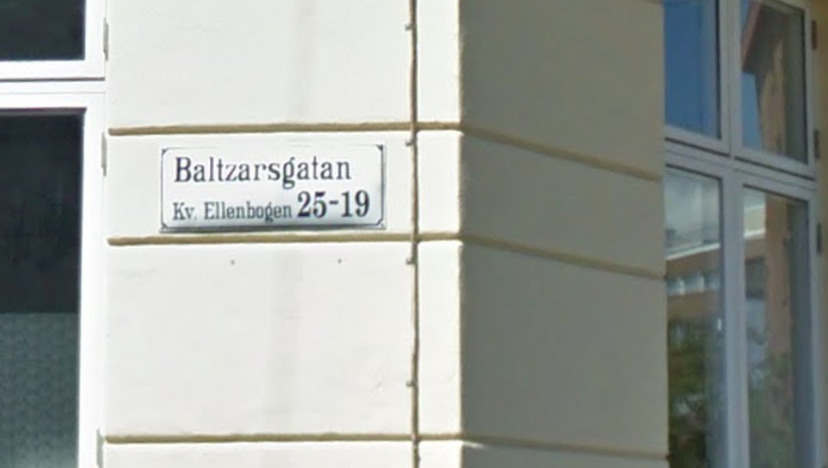 Baltzarsgatan
Kv. Ellenbogen 25-19